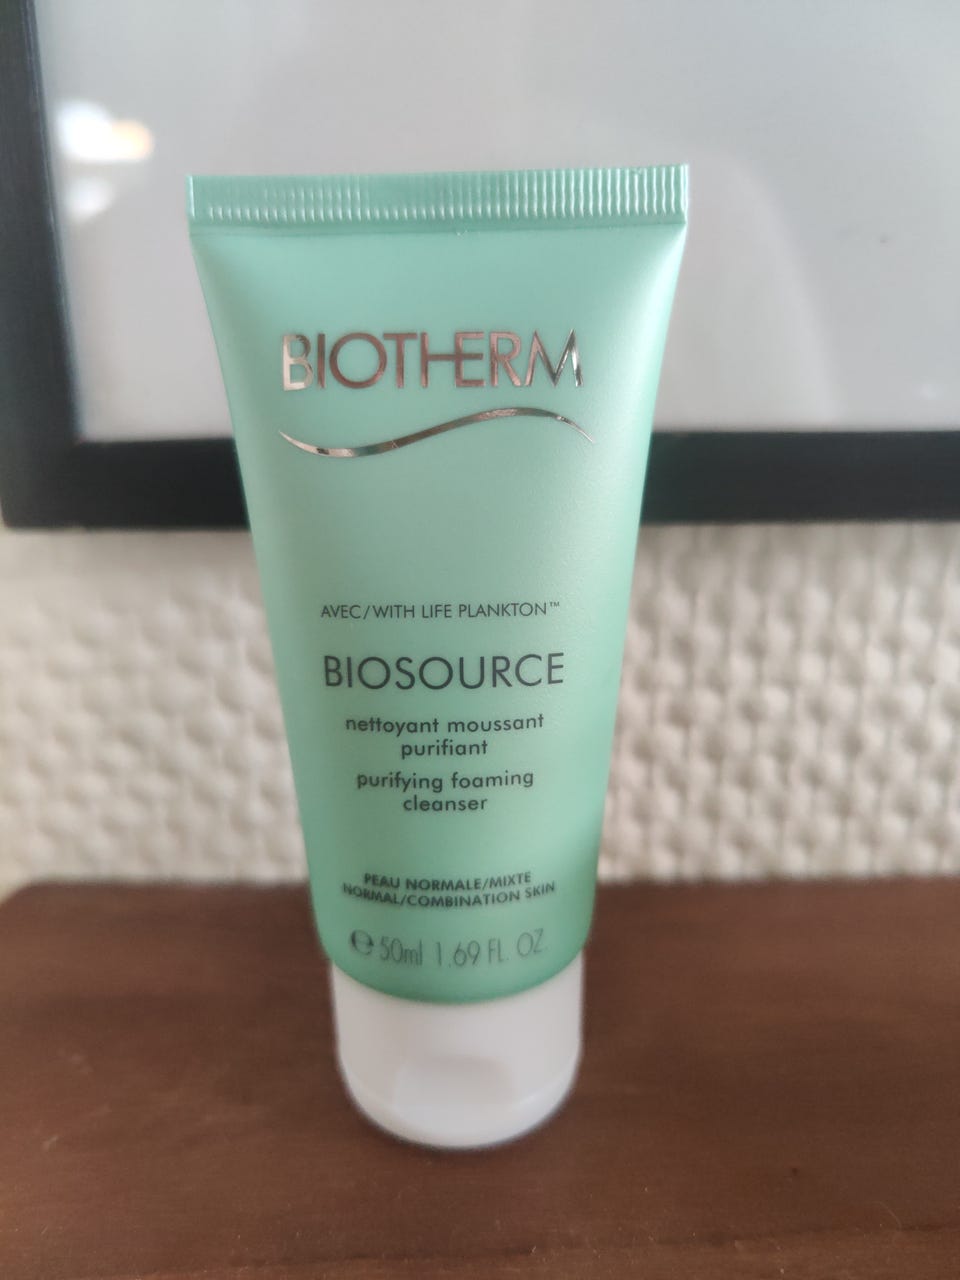 BIOTHERM
AVEC/WITH LIFE PLANKTON™
BIOSOURCE
nettoyant moussant
purifiant
purifying foaming
cleanser
PEAU NORMALE/MIXTE
NORMAL/COMBINATION SKIN
℮ 50ml 1.69 FL. OZ.